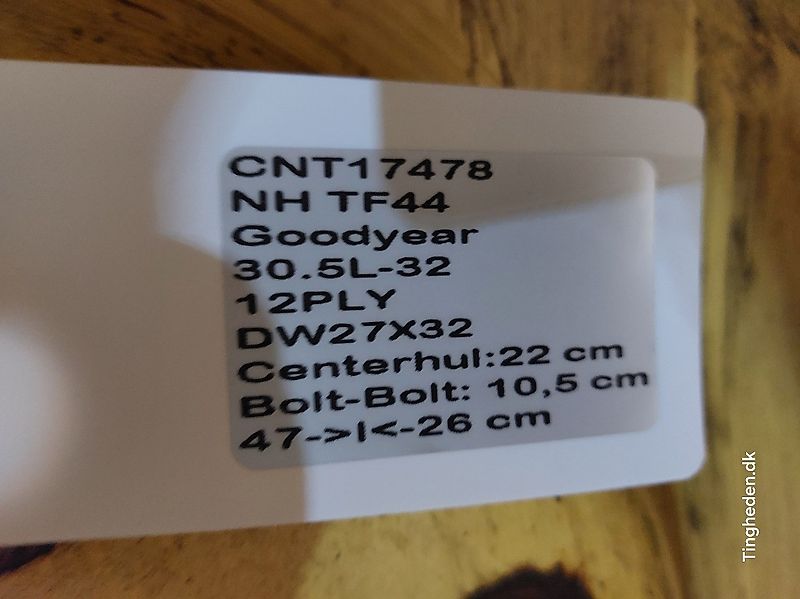 CNT17478
NH TF44
Goodyear
30.5L-32
12PLY
DW27X32
Centerhul:22 cm
Bolt-Bolt: 10,5 cm
47->I<-26 cm
Tingheden.dk